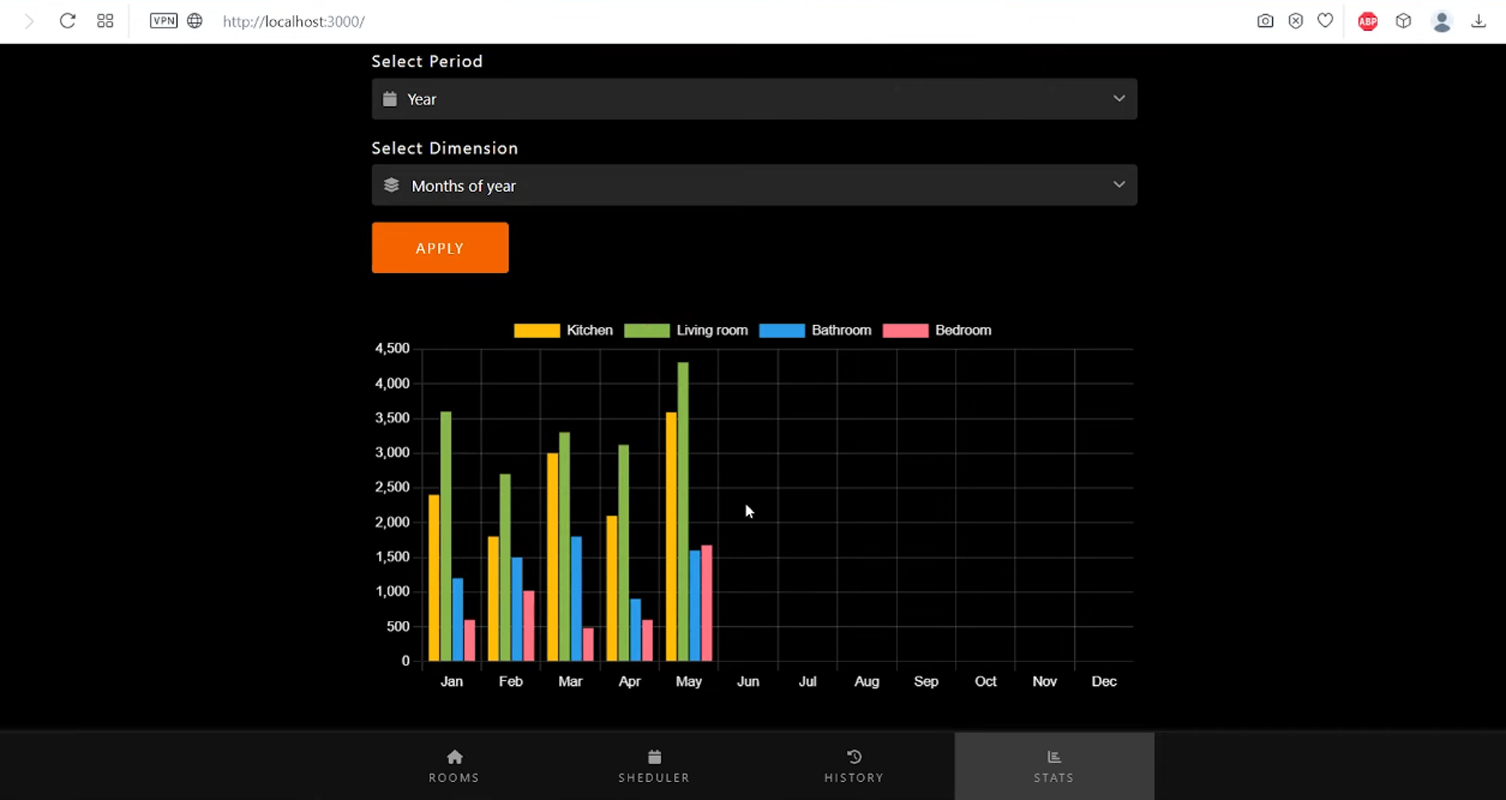 VPN http://localhost:3000/ ABP
Select Period
Year
Select Dimension
Months of year
APPLY
Kitchen Living room Bathroom Bedroom
4,500
4,000
3,500
3,000
2,500
2,000
1,500
1,000
500
0
Jan Feb Mar Apr May Jun Jul Aug Sep Oct Nov Dec
ROOMS SHEDULER HISTORY STATS